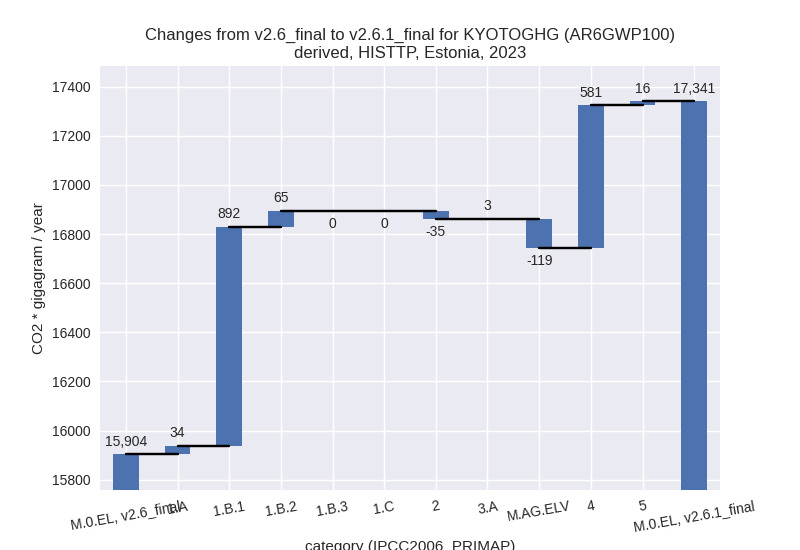 Changes from v2.6_final to v2.6.1_final for KYOTOGHG (AR6GWP100)
derived, HISTTP, Estonia, 2023
CO2 * gigagram / year
17400
17200
17000
16800
16600
16400
16200
16000
15800
15,904
34
892
65
0
0
-35
3
-119
581
16
17,341
M.0.EL, v2.6_final
1.A
1.B.1
1.B.2
1.B.3
1.C
2
3.A
M.AG.ELV
4
5
M.0.EL, v2.6.1_final
category (IPCC2006_PRIMAP)